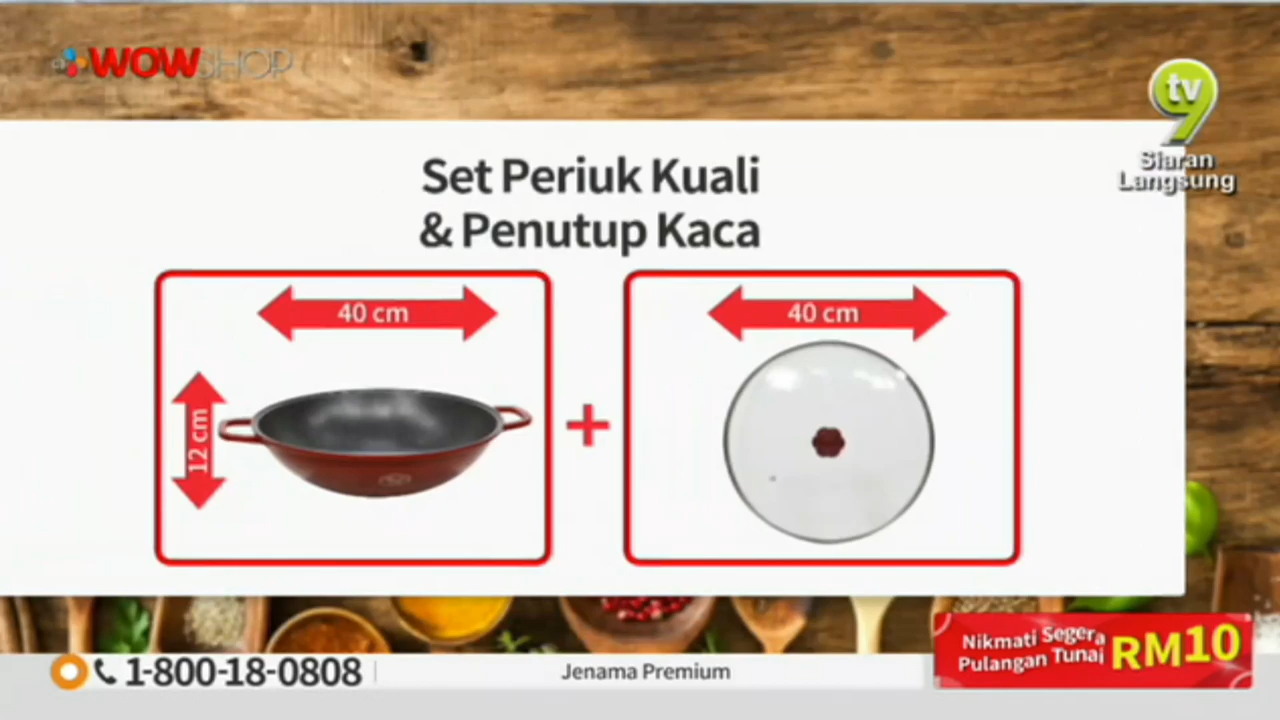 WOWSHOP
tv9
Siaran
Langsung
Set Periuk Kuali
& Penutup Kaca
40 cm
12 cm
+
40 cm
1-800-18-0808
Jenama Premium
Nikmati Segera
Pulangan Tunai
RM10